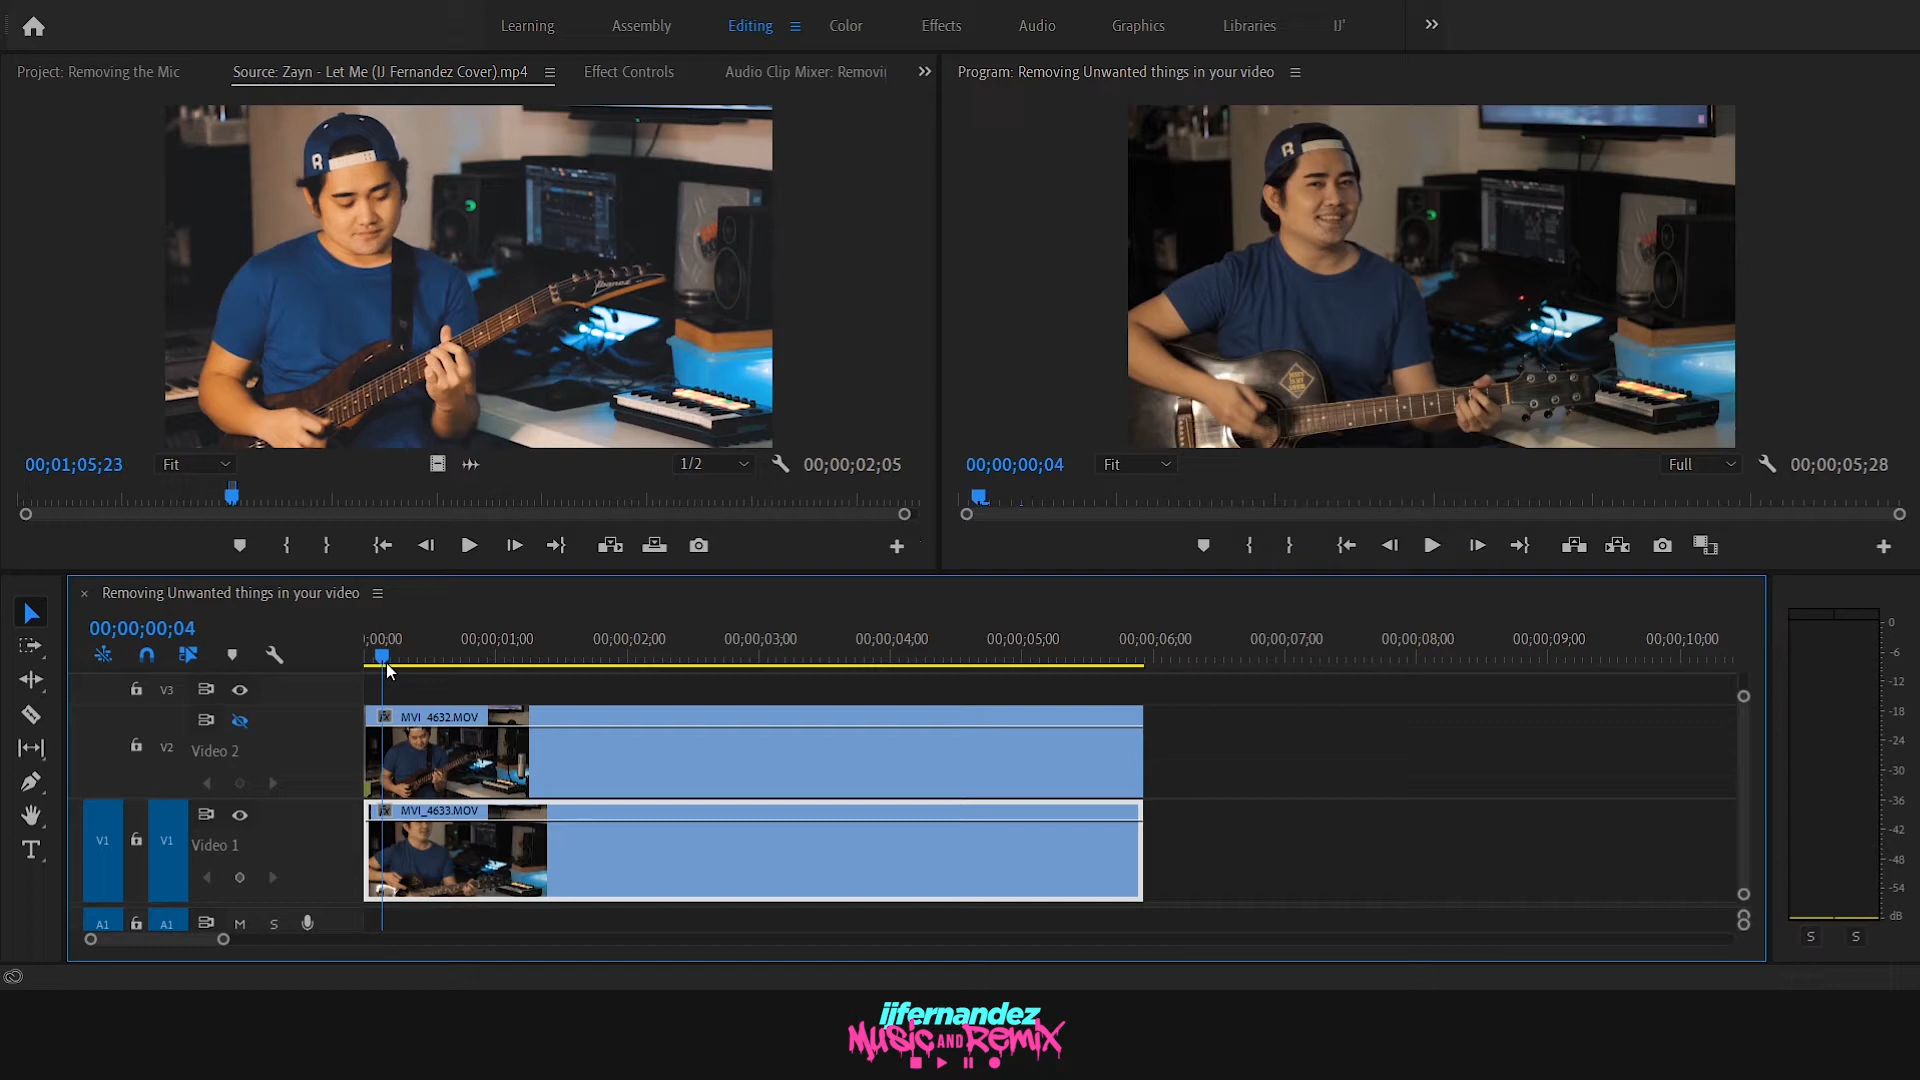 Learning Assembly Editing Color Effects Audio Graphics Libraries IJ'
Project: Removing the Mic Source: Zayn - Let Me (IJ Fernandez Cover).mp4 Effect Controls Audio Clip Mixer: Removi
Program: Removing Unwanted things in your video
R
Ibanez
R
00;01;05;23 Fit 1/2 00;00;02;05
00;00;00;04 Fit Full 00;00;05;28
Removing Unwanted things in your video
00;00;00;04
;00;00 00;00;01;00 00;00;02;00 00;00;03;00 00;00;04;00 00;00;05;00 00;00;06;00 00;00;07;00 00;00;08;00 00;00;09;00 00;00;10;00
V3
fx MVI_4632.MOV
V2 Video 2
fx MVI_4633.MOV
V1 V1 Video 1
A1 A1 M S
0
-6
-12
-18
-24
-30
-36
-42
-48
-54
dB
S S
ijfernandez
Music and Remix